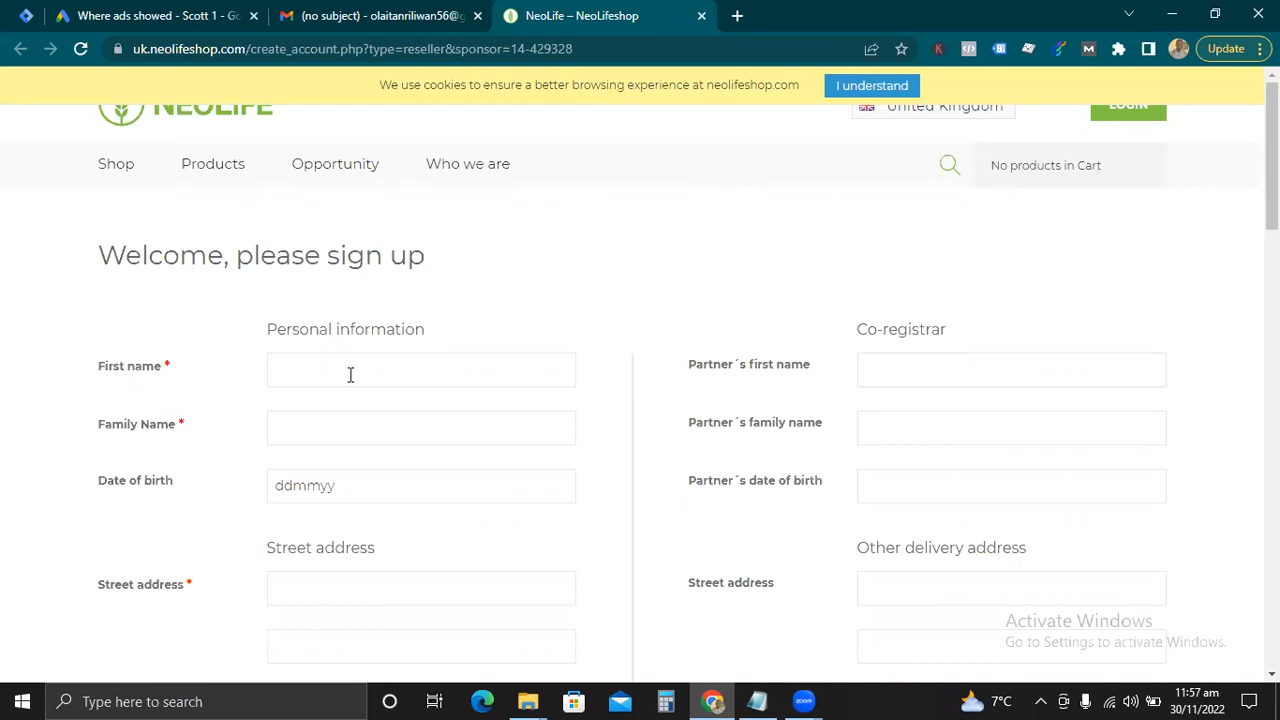 Where ads showed - Scott 1 - Go
(no subject) - olaitanriliwan56@g
NeoLife – NeoLifeshop
uk.neolifeshop.com/create_account.php?type=reseller&sponsor=14-429328
Update
We use cookies to ensure a better browsing experience at neolifeshop.com
I understand
NEOLIFE
United Kingdom
LOGIN
Shop
Products
Opportunity
Who we are
No products in Cart
Welcome, please sign up
Personal information
Co-registrar
First name *
Partner´s first name
Family Name *
Partner´s family name
Date of birth
ddmmyy
Partner´s date of birth
Street address
Other delivery address
Street address *
Street address
Activate Windows
Go to Settings to activate Windows.
Type here to search
zoom
7°C
11:57 am
30/11/2022